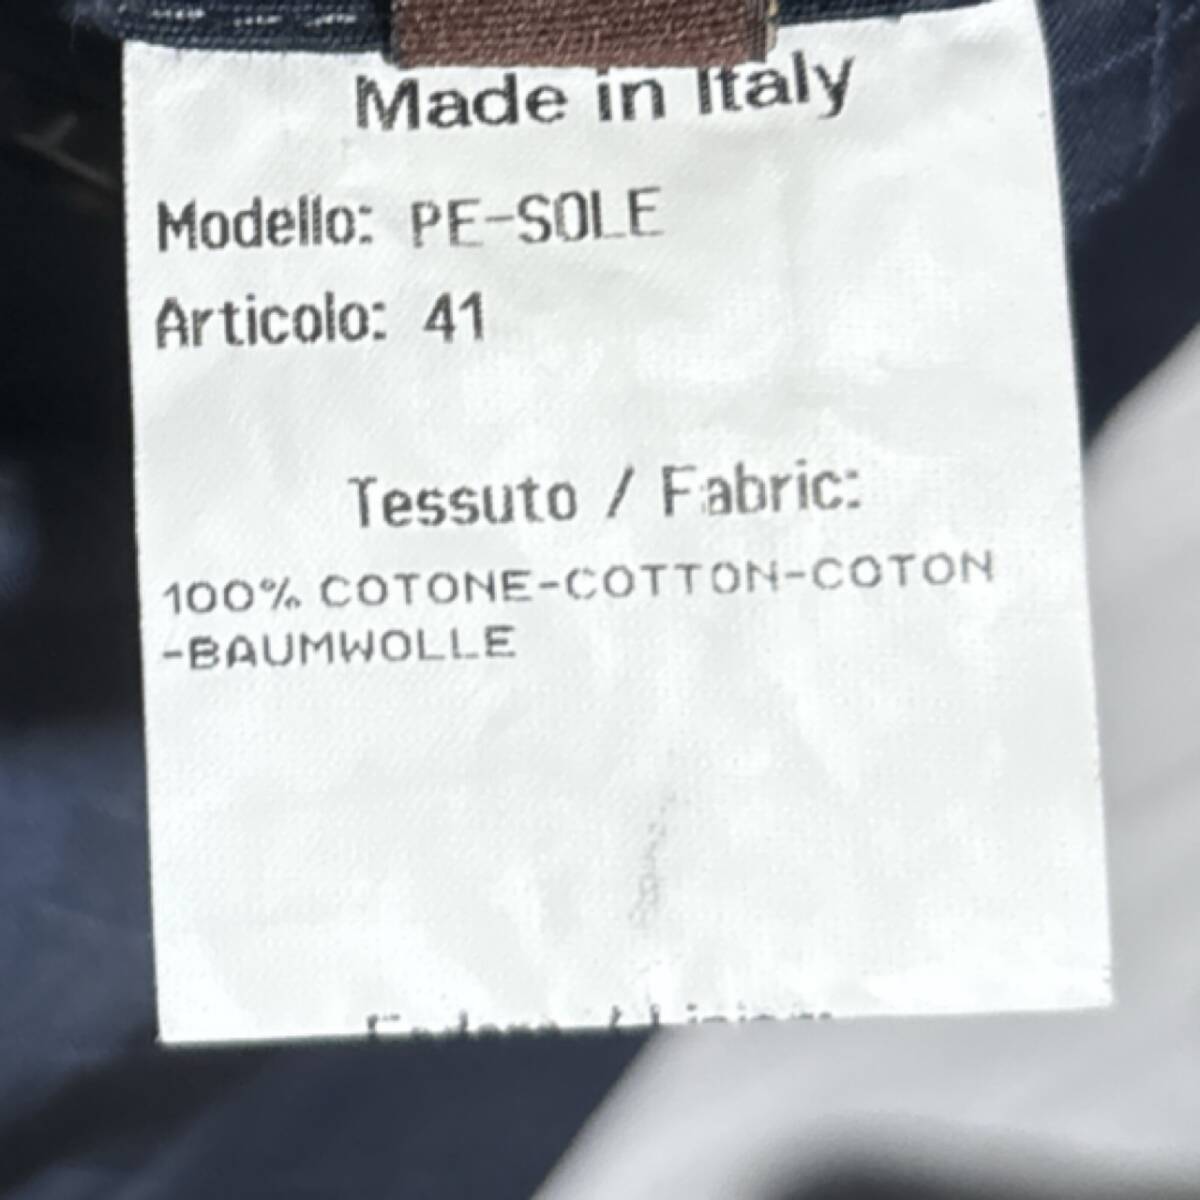 Made in Italy
Modello: PE-SOLE
Articolo: 41
Tessuto / Fabric:
100% COTONE-COTTON-COTON
-BAUMWOLLE